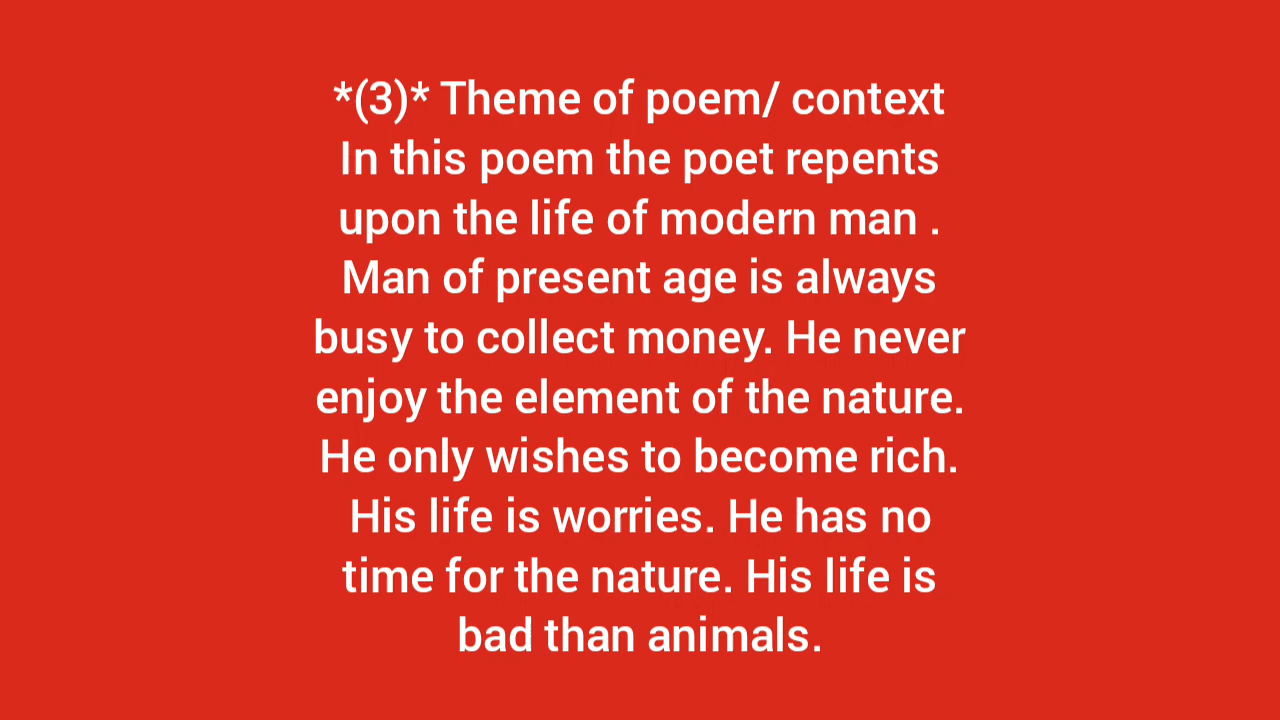 *(3)* Theme of poem/ context
In this poem the poet repents
upon the life of modern man .
Man of present age is always
busy to collect money. He never
enjoy the element of the nature.
He only wishes to become rich.
His life is worries. He has no
time for the nature. His life is
bad than animals.